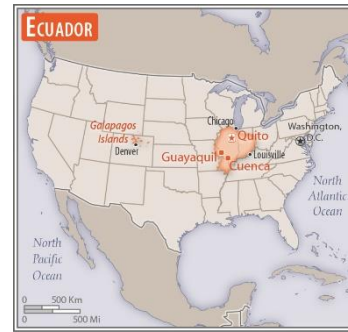 ECUADOR
Chicago
Quito
Galapagos
Islands
Washington,
D.C.
Denver
Guayaquil
Louisville
Cuenca
North
Pacific
Ocean
North
Atlantic
Ocean
0 500 Km
0 500 Mi